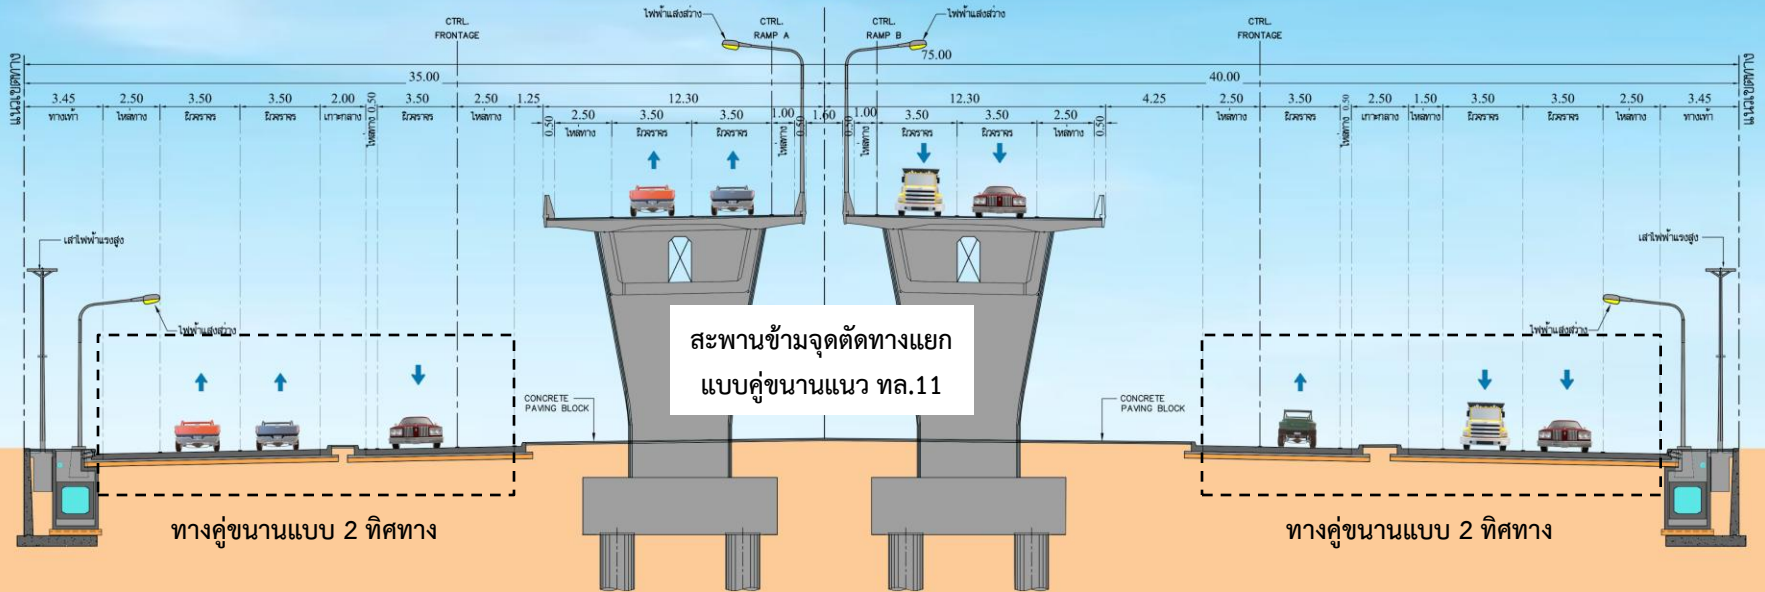 ไฟฟ้าแสงสว่าง
ไฟฟ้าแสงสว่าง
CTRL.
FRONTAGE
CTRL.
RAMP A
CTRL.
RAMP B
CTRL.
FRONTAGE
แนวเขตทาง
75.00
แนวเขตทาง
35.00
40.00
3.45 2.50 3.50 3.50 2.00 0.50 3.50 2.50 1.25 12.30 1.60 12.30 4.25 2.50 3.50 0.50 2.50 1.50 3.50 3.50 2.50 3.45
ทางเท้า ไหล่ทาง ผิวจราจร ผิวจราจร เกาะกลาง ไหล่ทาง ผิวจราจร ไหล่ทาง
0.50 2.50 3.50 3.50 1.00 0.50
ไหล่ทาง ผิวจราจร ผิวจราจร ไหล่ทาง
0.50 1.00 3.50 3.50 2.50 0.50
ไหล่ทาง ผิวจราจร ผิวจราจร ไหล่ทาง
ไหล่ทาง ผิวจราจร ไหล่ทาง เกาะกลาง ไหล่ทาง ผิวจราจร ผิวจราจร ไหล่ทาง ทางเท้า
เสาไฟฟ้าแรงสูง
เสาไฟฟ้าแรงสูง
ไฟฟ้าแสงสว่าง
ไฟฟ้าแสงสว่าง
สะพานข้ามจุดตัดทางแยก
แบบคู่ขนานแนว ทล.11
CONCRETE
PAVING BLOCK
CONCRETE
PAVING BLOCK
ทางคู่ขนานแบบ 2 ทิศทาง
ทางคู่ขนานแบบ 2 ทิศทาง